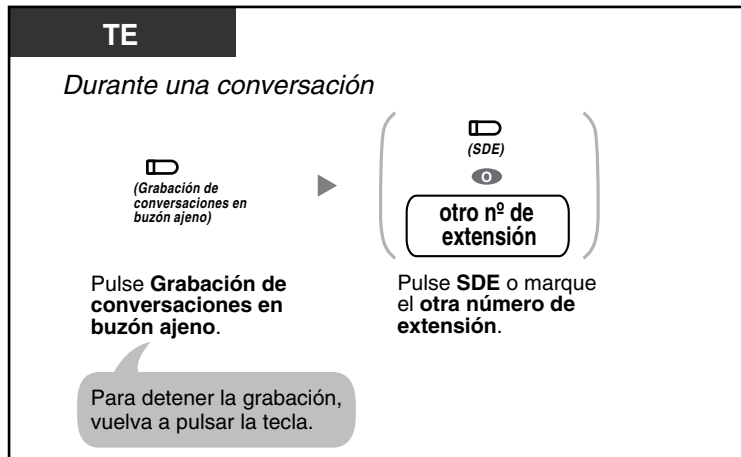 TE
Durante una conversación
(Grabación de
conversaciones en
buzón ajeno)
(SDE)
O
otro nº de
extensión
Pulse Grabación de
conversaciones en
buzón ajeno.
Pulse SDE o marque
el otra número de
extensión.
Para detener la grabación,
vuelva a pulsar la tecla.